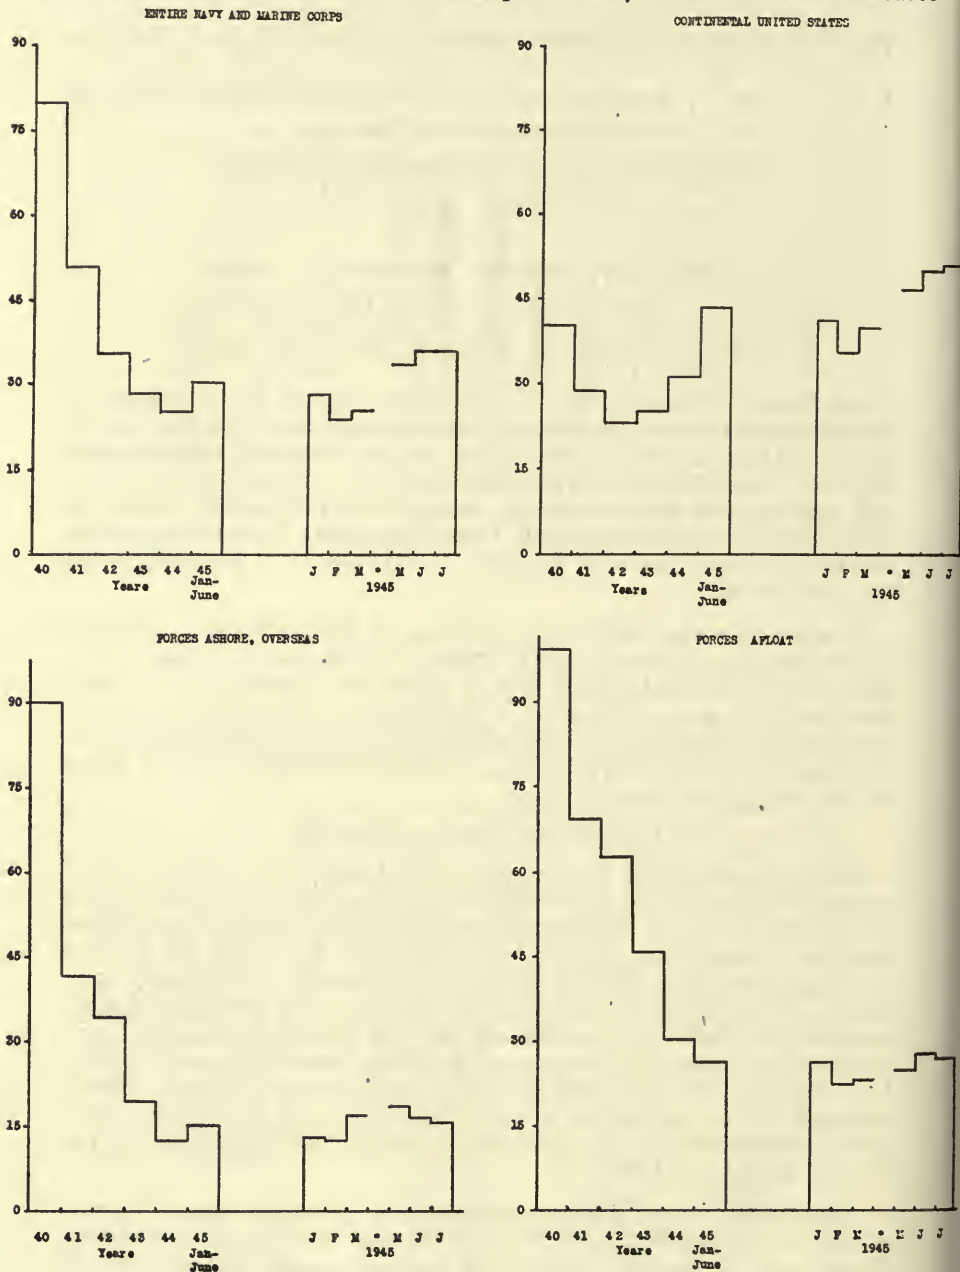 ENTIRE NAVY AND MARINE CORPS
90
75
60
45
30
15
0
40 41 42 43 44 45
Years Jan-
June
J F M * M J J
1945
CONTINENTAL UNITED STATES
90
75
60
45
30
15
0
40 41 42 43 44 45
Years Jan-
June
J F M * M J J
1945
FORCES ASHORE, OVERSEAS
90
75
60
45
30
15
0
40 41 42 43 44 45
Years Jan-
June
J F M * M J J
1945
FORCES AFLOAT
90
75
60
45
30
15
0
40 41 42 43 44 45
Years Jan-
June
J F M * M J J
1945